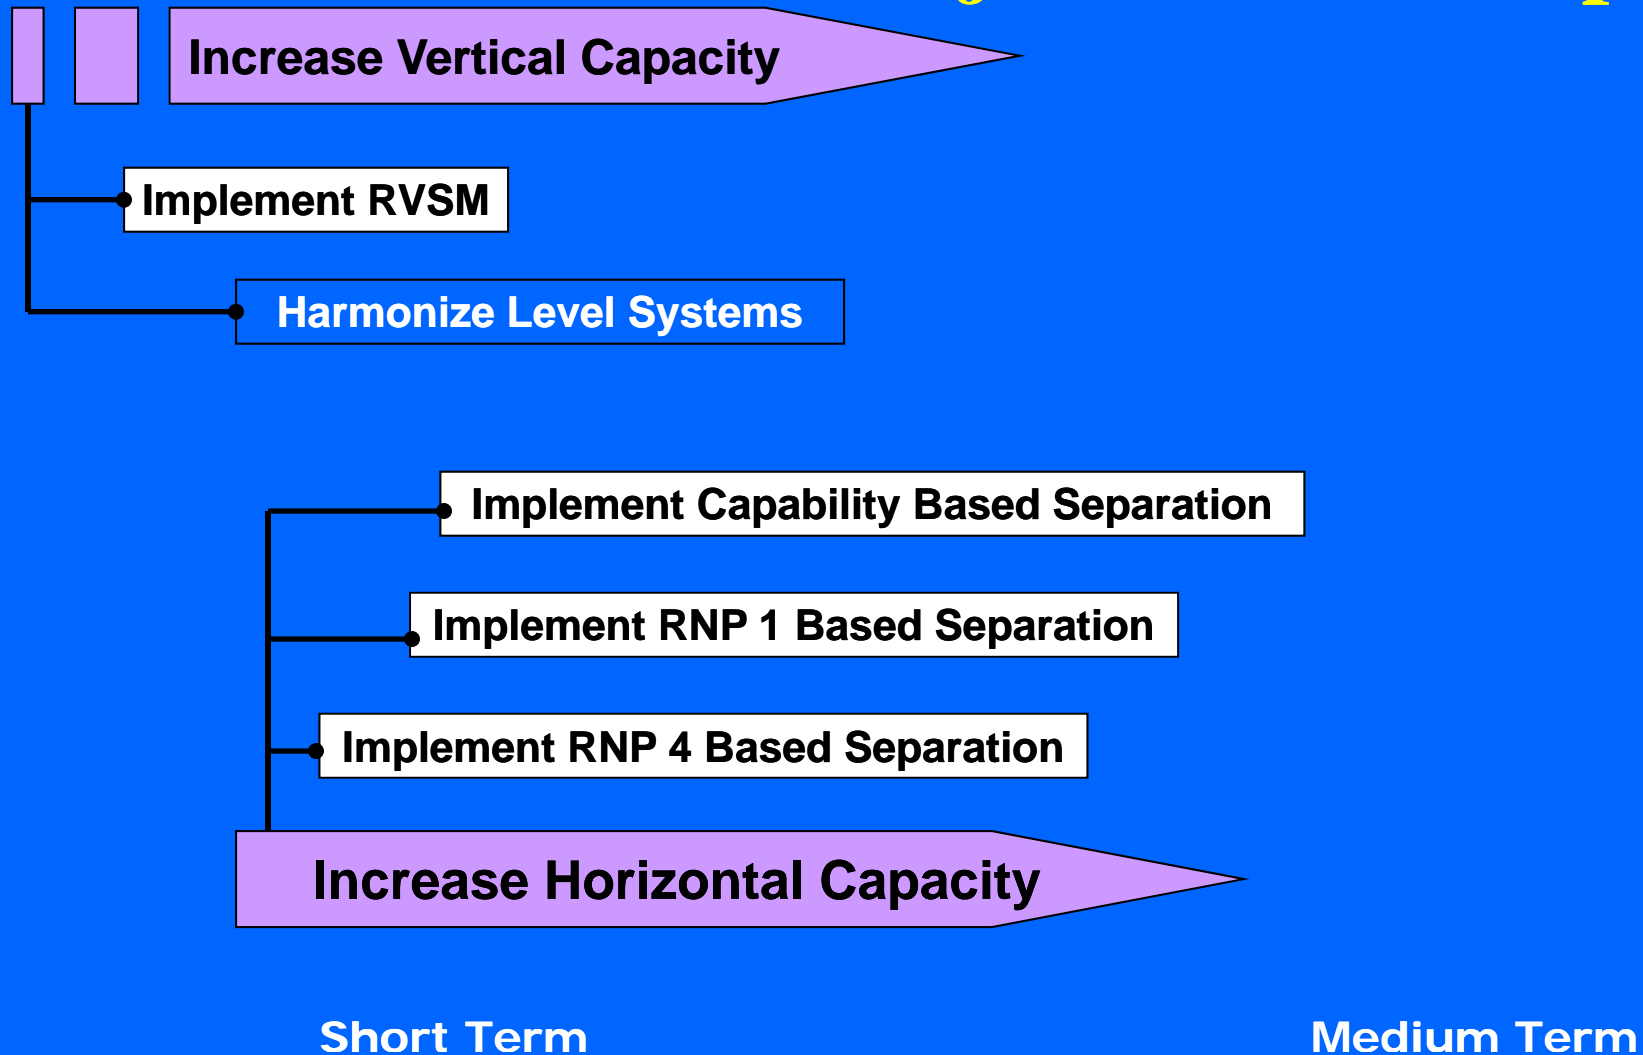 Increase Vertical Capacity
Implement RVSM
Harmonize Level Systems
Implement Capability Based Separation
Implement RNP 1 Based Separation
Implement RNP 4 Based Separation
Increase Horizontal Capacity
Short Term
Medium Term